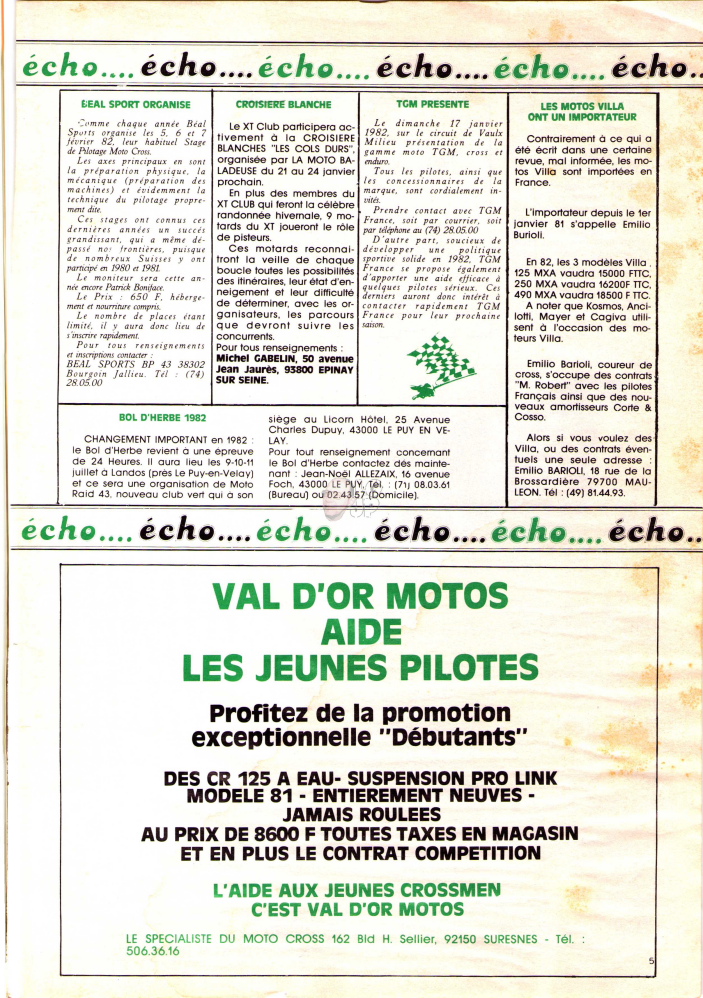 écho.... écho.... écho.... écho.... écho.... écho..
BEAL SPORT ORGANISE
Comme chaque année Béal
Sports organise les 5, 6 et 7
février 82, leur habituel Stage
de Pilotage Moto Cross.
Les axes principaux en sont
la préparation physique, la
mécanique (préparation des
machines) et évidemment la
technique du pilotage propre-
ment dite.
Ces stages ont connus ces
dernières années un succés
grandissant, qui a même dé-
passé nos frontières, puisque
de nombreux Suisses y ont
participé en 1980 et 1981.
Le moniteur sera cette an-
née encore Patrick Boniface.
Le Prix : 650 F, héberge-
ment et nourriture compris.
Le nombre de places étant
limité, il y aura donc lieu de
s'inscrire rapidement.
Pour tous renseignements
et inscriptions contacter :
BEAL SPORTS BP 43 38302
Bourgoin Jallieu. Tél : (74)
28.05.00
CROISIERE BLANCHE
Le XT Club participera ac-
tivement à la CROISIERE
BLANCHES "LES COLS DURS",
organisée par LA MOTO BA-
LADEUSE du 21 au 24 janvier
prochain.
En plus des membres du
XT CLUB qui feront la célèbre
randonnée hivernale, 9 mo-
tards du XT joueront le rôle
de pisteurs.
Ces motards reconnai-
tront la veille de chaque
boucle toutes les possibilités
des itinéraires, leur état d'en-
neigement et leur difficulté
de déterminer, avec les or-
ganisateurs, les parcours
que devront suivre les
concurrents.
Pour tous renseignements :
Michel GABELIN, 50 avenue
Jean Jaurès, 93800 EPINAY
SUR SEINE.
TGM PRESENTE
Le dimanche 17 janvier
1982, sur le circuit de Vaulx
Milieu présentation de la
gamme moto TGM, cross et
enduro.
Tous les pilotes, ainsi que
les concessionnaires de la
marque, sont cordialement in-
vités.
Prendre contact avec TGM
France, soit par courrier, soit
par téléphone au (74) 28.05.00
D'autre part, soucieux de
développer une politique
sportive solide en 1982, TGM
France se propose également
d'apporter une aide efficace à
quelques pilotes sérieux. Ces
derniers auront donc intérêt à
contacter rapidement TGM
France pour leur prochaine
saison.
LES MOTOS VILLA
ONT UN IMPORTATEUR
Contrairement à ce qui a
été écrit dans une certaine
revue, mal informée, les mo-
tos Villa sont importées en
France.
L'importateur depuis le 1er
janvier 81 s'appelle Emilio
Burioli.
En 82, les 3 modèles Villa .
125 MXA vaudra 15000 FTTC,
250 MXA vaudra 16200F TTC,
490 MXA vaudra 18500 F TTC.
A noter que Kosmos, Anci-
lotti, Mayer et Cagiva utili-
sent à l'occasion des mo-
teurs Villa.
Emilio Barioli, coureur de
cross, s'occupe des contrats
"M. Robert" avec les pilotes
Français ainsi que des nou-
veaux amortisseurs Corte &
Cosso.
Alors si vous voulez des
Villa, ou des contrats éven-
tuels une seule adresse :
Emilio BARIOLI, 18 rue de la
Brossardière 79700 MAU-
LEON. Tél : (49) 81.44.93.
BOL D'HERBE 1982
CHANGEMENT IMPORTANT en 1982 :
le Bol d'Herbe revient à une épreuve
de 24 Heures. Il aura lieu les 9-10-11
juillet à Landos (prés Le Puy-en-Velay)
et ce sera une organisation de Moto
Raid 43, nouveau club vert qui à son
siége au Licorn Hôtel, 25 Avenue
Charles Dupuy, 43000 LE PUY EN VE-
LAY.
Pour tout renseignement concernant
le Bol d'Herbe contactez dés mainte-
nant : Jean-Noël ALLEZAIX, 16 avenue
Foch, 43000 LE PUY. Tél. : (71) 08.03.61
(Bureau) ou 02.43.57 (Domicile).
écho.... écho.... écho.... écho.... écho.... écho..
VAL D'OR MOTOS
AIDE
LES JEUNES PILOTES
Profitez de la promotion
exceptionnelle "Débutants"
DES CR 125 A EAU- SUSPENSION PRO LINK
MODELE 81 - ENTIEREMENT NEUVES -
JAMAIS ROULEES
AU PRIX DE 8600 F TOUTES TAXES EN MAGASIN
ET EN PLUS LE CONTRAT COMPETITION
L'AIDE AUX JEUNES CROSSMEN
C'EST VAL D'OR MOTOS
LE SPECIALISTE DU MOTO CROSS 162 Bld H. Sellier, 92150 SURESNES - Tél. :
506.36.16
5